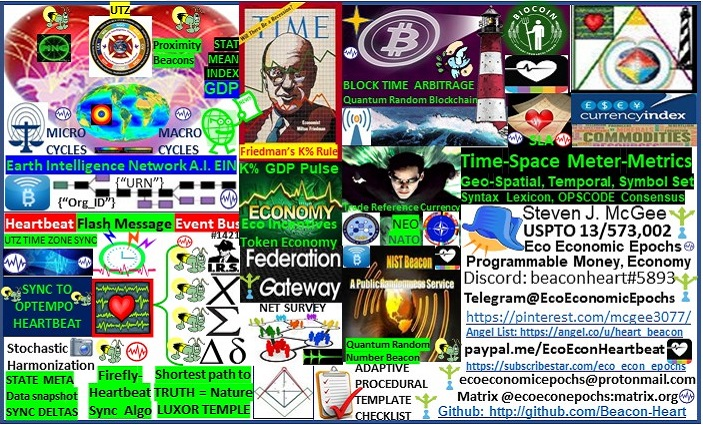 UTZ
PING
Proximity
Beacons
STAT
MEAN
INDEX
GDP
MICRO
CYCLES
MACRO
CYCLES
Earth Intelligence Network A.I. EIN
{"URN"}
{"Org_ID"}
Heartbeat Flash Message Event Bus
UTZ TIME ZONE SYNC
#1421
I.R.S.
SYNC TO
OPTEMPO
HEARTBEAT
Χ
Σ
Δδ
Stochastic
Harmonization
STATE META
Data snapshot
SYNC DELTAS
Firefly-
Heartbeat
Sync Algo
Shortest path to
TRUTH = Nature
LUXOR TEMPLE
Will There Be a Recession?
TIME
Economist
Milton Friedman
Friedman's K% Rule
K% GDP Pulse
ECONOMY
Eco Incentives
Token Economy
Federation
Gateway
NET SURVEY
BLOCK TIME ARBITRAGE
Quantum Random Blockchain
BIOCOIN
SLA
Trade Reference Currency
NEO
NATO
NIST Beacon
A Public Randomness Service
Quantum Random
Number Beacon
ADAPTIVE
PROCEDURAL
TEMPLATE
CHECKLIST
currencyindex
COMMODITIES
Time-Space Meter-Metrics
Geo-Spatial, Temporal, Symbol Set
Syntax Lexicon, OPSCODE Consensus
Steven J. McGee
USPTO 13/573,002
Eco Economic Epochs
Programmable Money, Economy
Discord: beaconheart#5893
Telegram@EcoEconomicEpochs
https://pinterest.com/mcgee3077/
Angel List: https://angel.co/u/heart_beacon
paypal.me/EcoEconHeartbeat
https://subscribestar.com/eco_econ_epochs
ecoeconomicepochs@protonmail.com
Matrix @ecoeconepochs:matrix.org
Github: http://github.com/Beacon-Heart